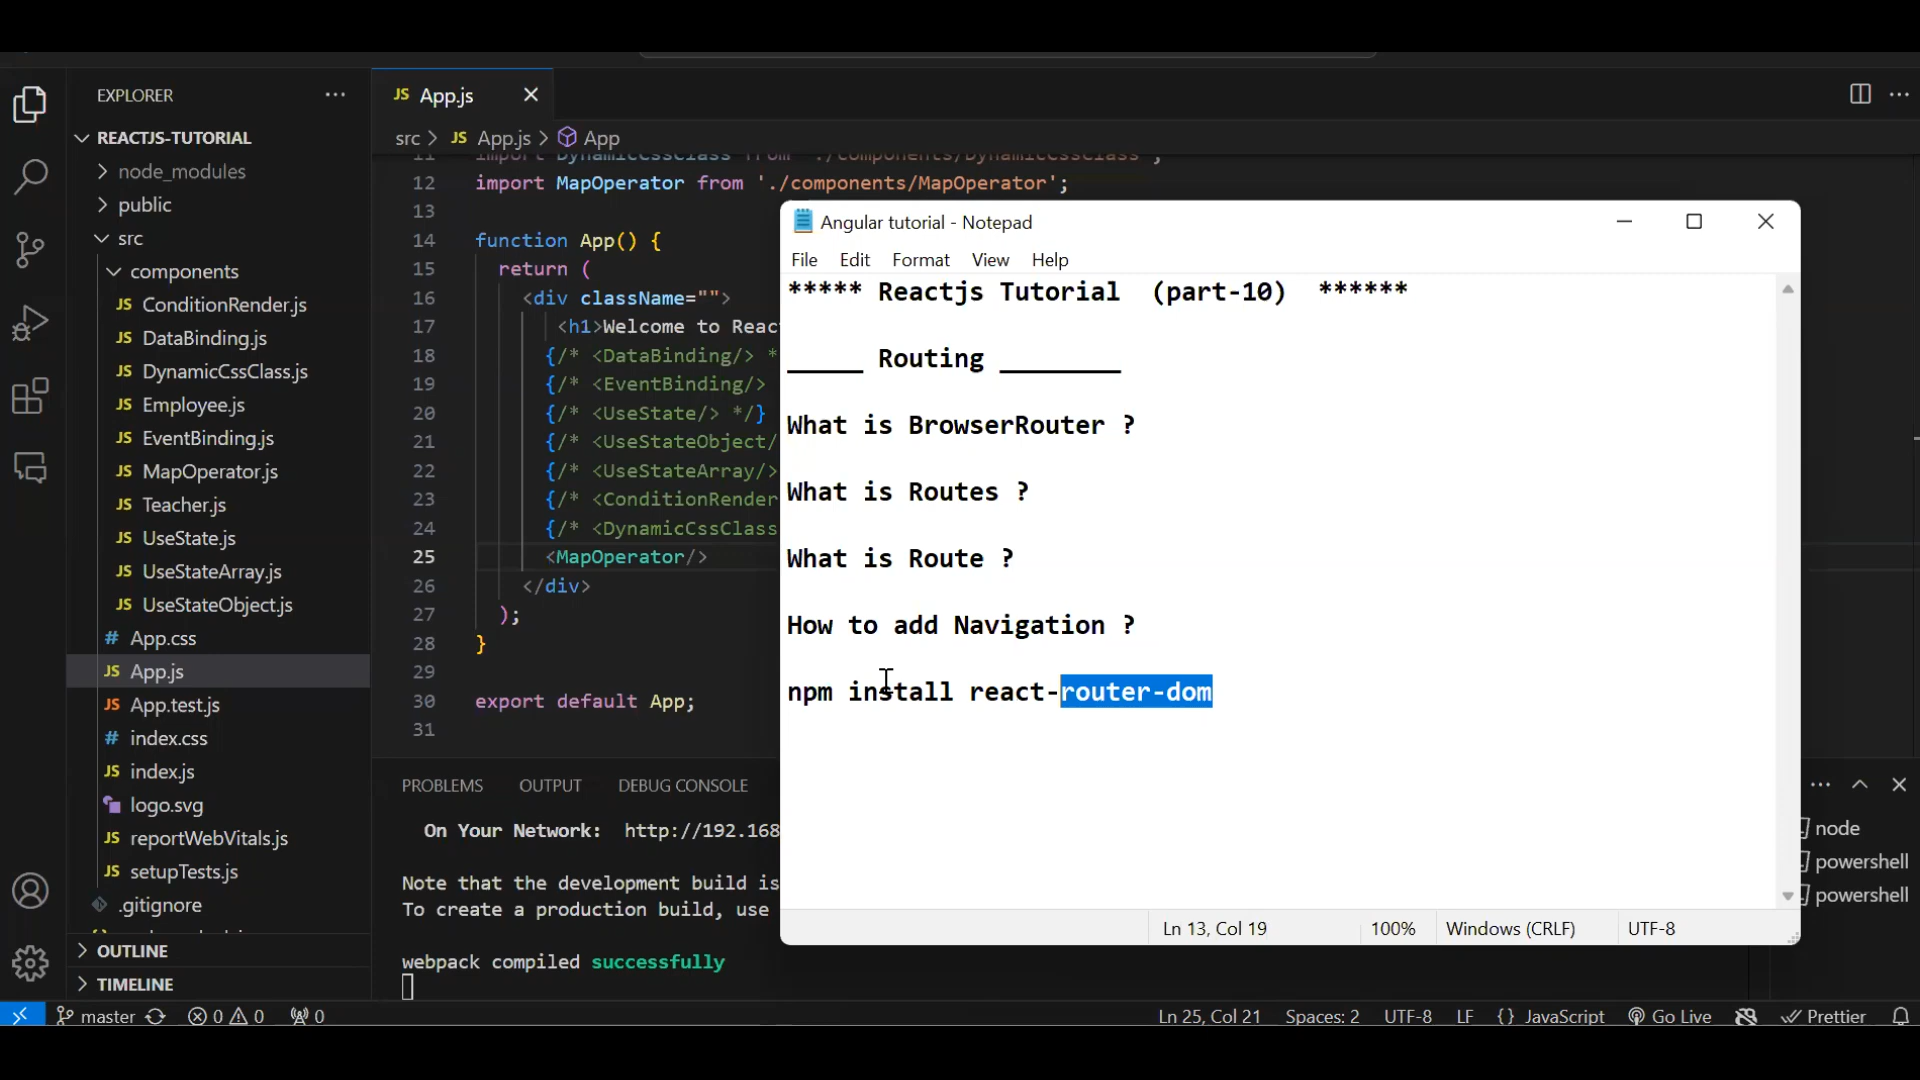 EXPLORER
REACTJS-TUTORIAL
node_modules
public
src
components
ConditionRender.js
DataBinding.js
DynamicCssClass.js
Employee.js
EventBinding.js
MapOperator.js
Teacher.js
UseState.js
UseStateArray.js
UseStateObject.js
App.css
App.js
App.test.js
index.css
index.js
logo.svg
reportWebVitals.js
setupTests.js
.gitignore
OUTLINE
TIMELINE
App.js
src > App.js > App
11 import DynamicCssClass from './components/DynamicCssClass';
12 import MapOperator from './components/MapOperator';
13
14 function App() {
15 return (
16 <div className="">
17 <h1>Welcome to Reac
18 {/* <DataBinding/> *
19 {/* <EventBinding/>
20 {/* <UseState/> */}
21 {/* <UseStateObject/
22 {/* <UseStateArray/>
23 {/* <ConditionRender
24 {/* <DynamicCssClass
25 <MapOperator/>
26 </div>
27 );
28 }
29
30 export default App;
31
Angular tutorial - Notepad
File Edit Format View Help
***** Reactjs Tutorial (part-10) ******
_____ Routing ________
What is BrowserRouter ?
What is Routes ?
What is Route ?
How to add Navigation ?
npm install react-router-dom
Ln 13, Col 19 100% Windows (CRLF) UTF-8
PROBLEMS OUTPUT DEBUG CONSOLE
On Your Network: http://192.168
Note that the development build is
To create a production build, use
webpack compiled successfully
node
powershell
powershell
master 0 0 0 Ln 25, Col 21 Spaces: 2 UTF-8 LF {} JavaScript Go Live Prettier